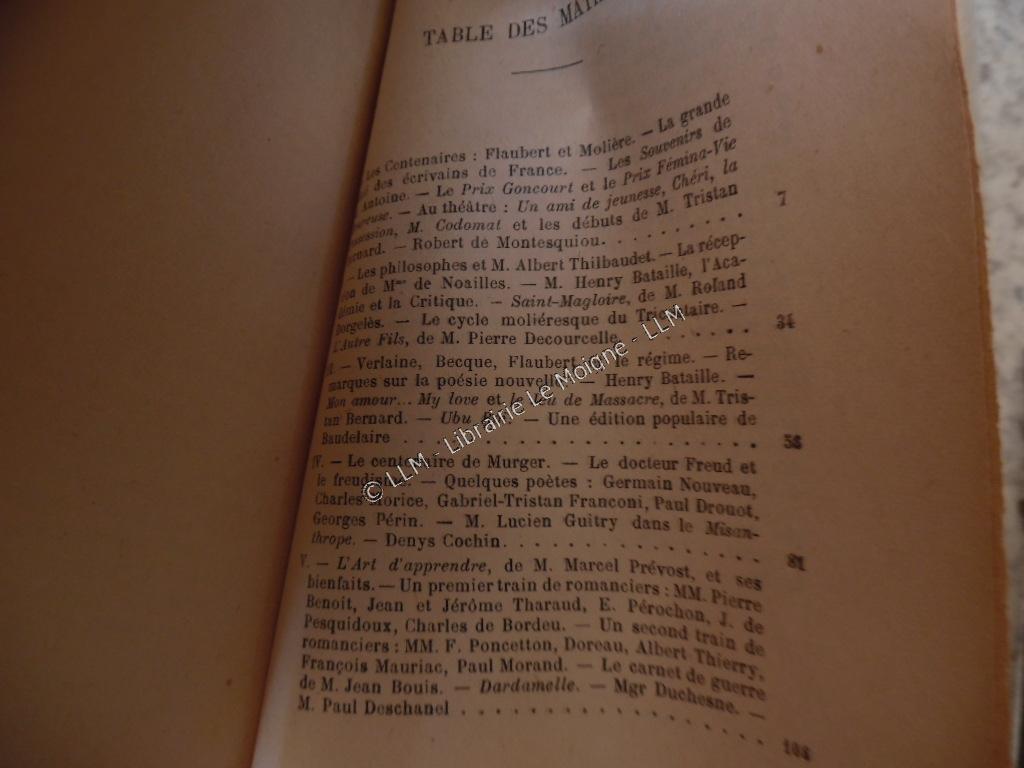 TABLE DES
Les Centenaires : Flaubert et Molière. — La grande
des écrivains de France. — Les Souvenirs de
Antoine. — Le Prix Goncourt et le Prix Fémina-Vie
— Au théâtre : Un ami de jeunesse, Chéri, la
M. Codomat et les débuts de M. Tristan
— Robert de Montesquiou. . . . . . . . 7
— Les philosophes et M. Albert Thilbaudet. — La récep-
de Mme de Noailles. — M. Henry Bataille, l'Aca-
démie et la Critique. — Saint-Magloire, de M. Roland
Dorgelès. — Le cycle moliéresque du Tricentaire. —
L'Autre Fils, de M. Pierre Decourcelle . . . . . . . 34
— Verlaine, Becque, Flaubert et le régime. — Re-
marques sur la poésie nouvelle. — Henry Bataille. —
Mon amour... My love et le Jeu de Massacre, de M. Tris-
tan Bernard. — Ubu — Une édition populaire de
Baudelaire . . . . . . . . . . . . . . . . . . 58
IV. — Le centenaire de Murger. — Le docteur Freud et
le freudisme. — Quelques poètes : Germain Nouveau,
Charles Morice, Gabriel-Tristan Franconi, Paul Drouot,
Georges Périn. — M. Lucien Guitry dans le Misan-
thrope. — Denys Cochin. . . . . . . . . . . . . . 81
V. — L'Art d'apprendre, de M. Marcel Prévost, et ses
bienfaits. — Un premier train de romanciers : MM. Pierre
Benoit, Jean et Jérôme Tharaud, E. Pérochon, J. de
Pesquidoux, Charles de Bordeu. — Un second train de
romanciers : MM. F. Poncetton, Doreau, Albert Thierry,
François Mauriac, Paul Morand. — Le carnet de guerre
de M. Jean Bouis. — Dardamelle. — Mgr Duchesne. —
M. Paul Deschanel . . . . . . . . . . . . . . . .
© LLM - Librairie Le Moigne - LLM